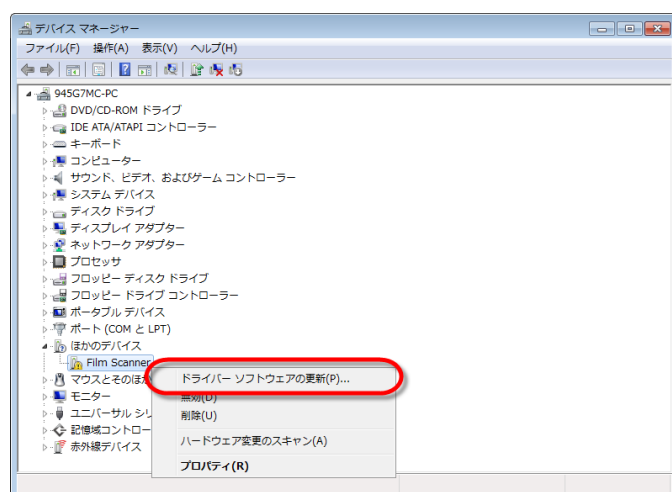 デバイス マネージャー
ファイル(F) 操作(A) 表示(V) ヘルプ(H)
945G7MC-PC
DVD/CD-ROM ドライブ
IDE ATA/ATAPI コントローラー
キーボード
コンピューター
サウンド、ビデオ、およびゲーム コントローラー
システム デバイス
ディスク ドライブ
ディスプレイ アダプター
ネットワーク アダプター
プロセッサ
フロッピー ディスク ドライブ
フロッピー ドライブ コントローラー
ポータブル デバイス
ポート (COM と LPT)
ほかのデバイス
Film Scanner
マウスとそのほか
モニター
ユニバーサル シリ
記憶域コントロー
赤外線デバイス
ドライバー ソフトウェアの更新(P)...
無効(D)
削除(U)
ハードウェア変更のスキャン(A)
プロパティ(R)